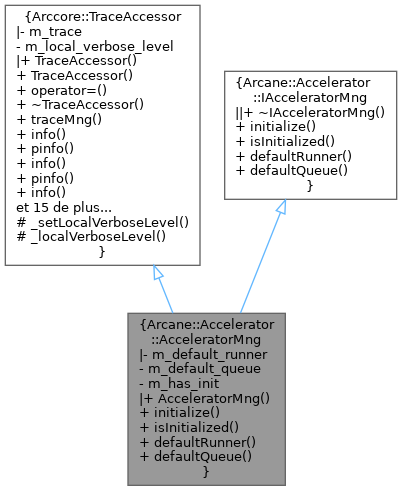 {Arccore::TraceAccessor
|- m_trace
- m_local_verbose_level
|+ TraceAccessor()
+ TraceAccessor()
+ operator=()
+ ~TraceAccessor()
+ traceMng()
+ info()
+ pinfo()
+ info()
+ pinfo()
+ info()
et 15 de plus...
# _setLocalVerboseLevel()
# _localVerboseLevel()
}
{Arcane::Accelerator
::IAcceleratorMng
||+ ~IAcceleratorMng()
+ initialize()
+ isInitialized()
+ defaultRunner()
+ defaultQueue()
}
{Arcane::Accelerator
::AcceleratorMng
|- m_default_runner
- m_default_queue
- m_has_init
|+ AcceleratorMng()
+ initialize()
+ isInitialized()
+ defaultRunner()
+ defaultQueue()
}